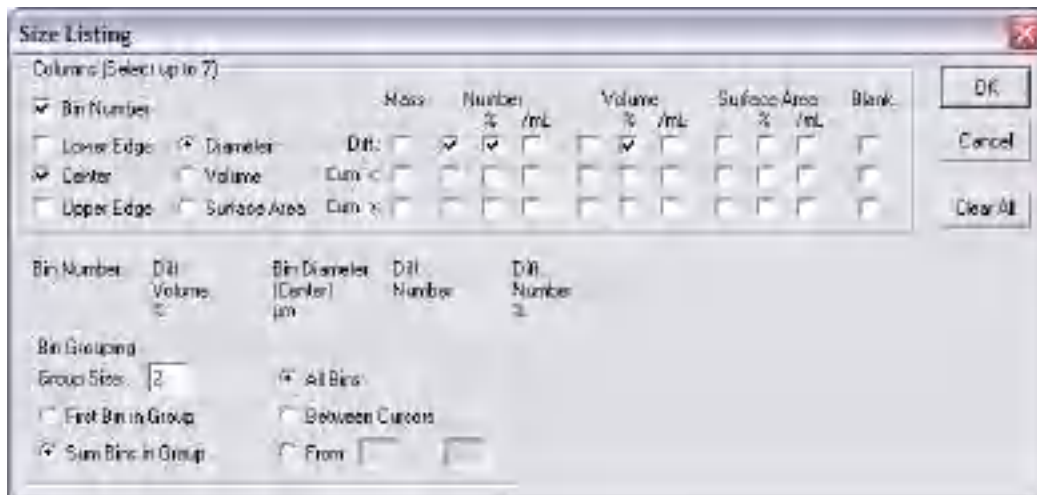 Size Listing
Columns (Select up to 7)
Mass Number Volume Surface Area Blank
% /mL % /mL % /mL
Bin Number
Lower Edge Diameter Diff.:
Center Volume Cum <:
Upper Edge Surface Area Cum >:
OK
Cancel
Clear All
Bin Number Diff. Bin Diameter Diff. Diff.
Volume (Center) Number Number
% µm %
Bin Grouping
Group Size: 2 All Bins
First Bin in Group Between Cursors
Sum Bins in Group From